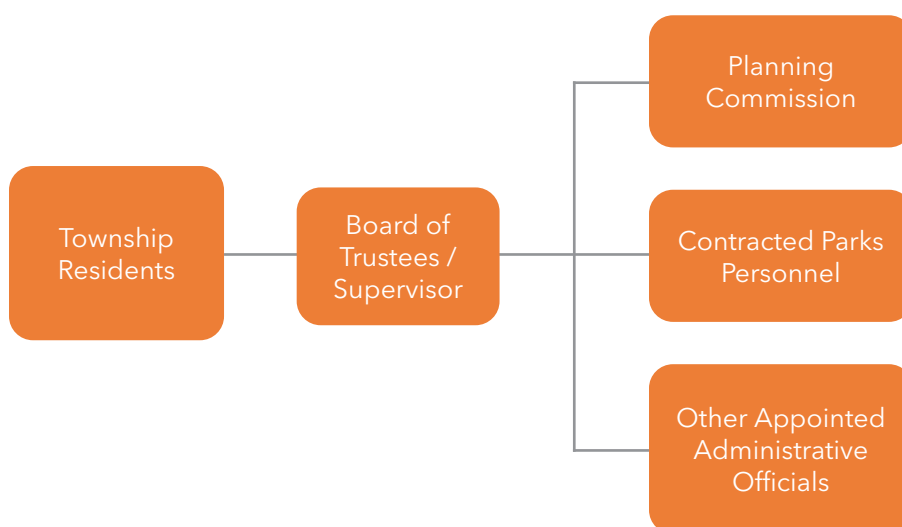 Township
Residents
Board of
Trustees /
Supervisor
Planning
Commission
Contracted Parks
Personnel
Other Appointed
Administrative
Officials